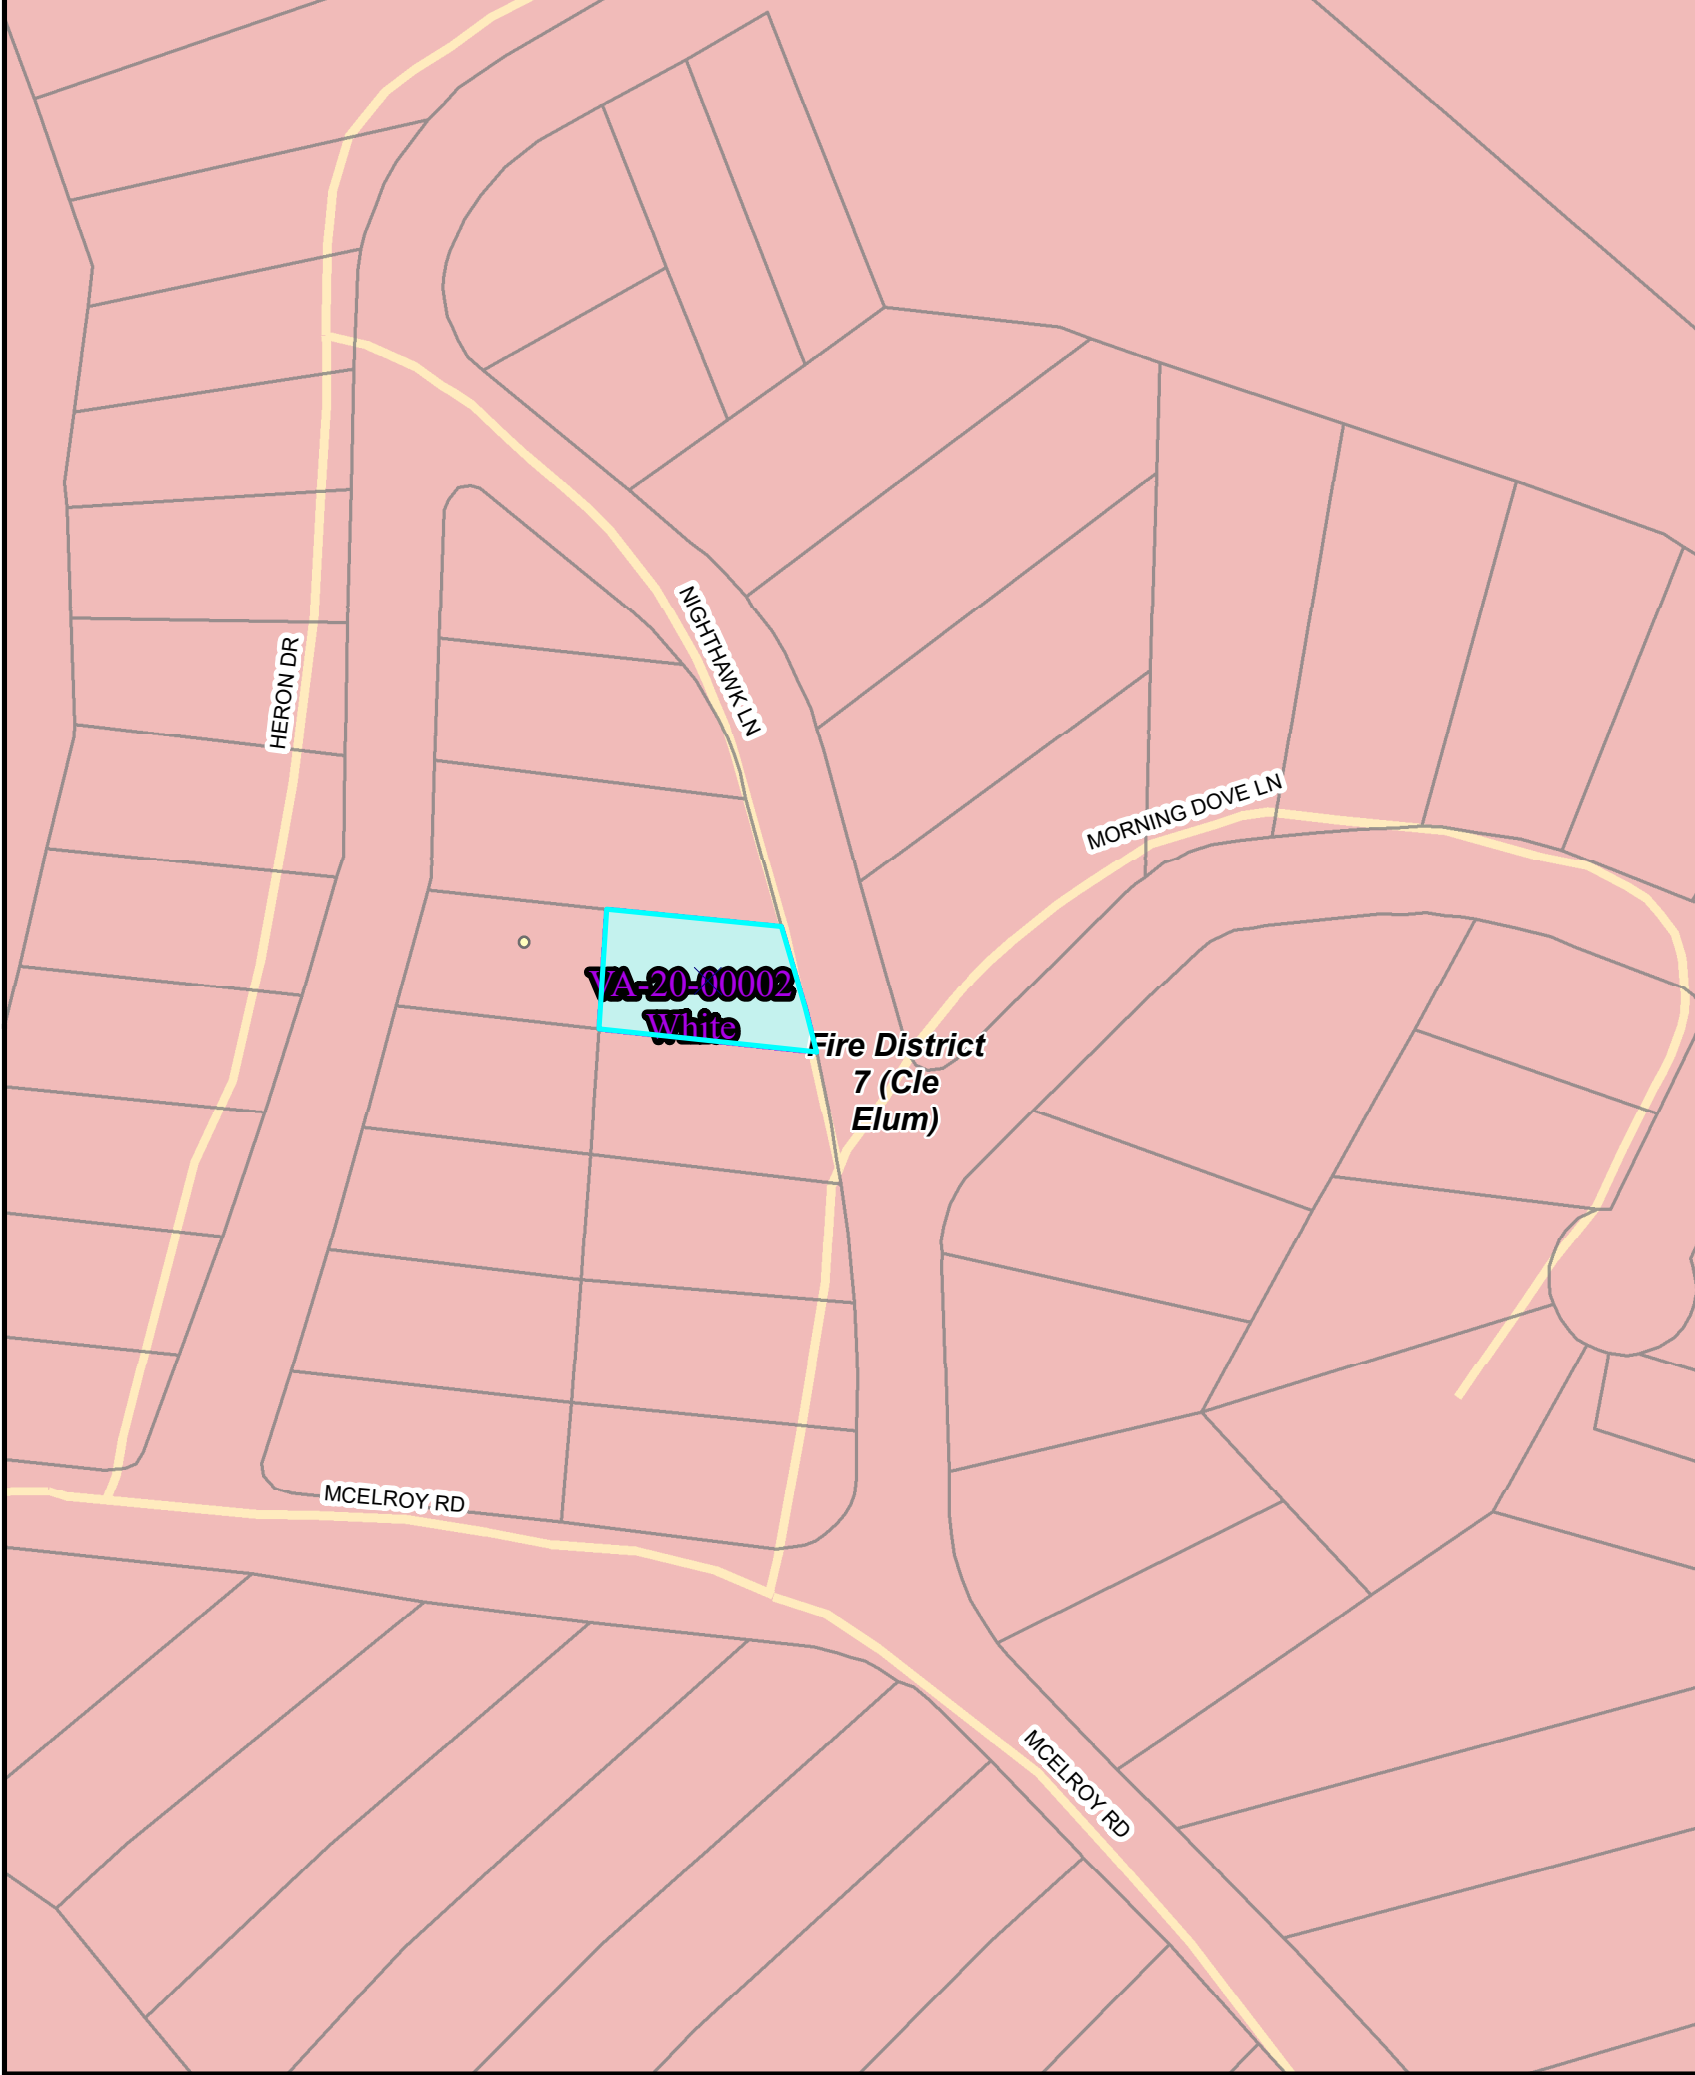 NIGHTHAWK LN
HERON DR
MORNING DOVE LN
VA-20-00002
White
Fire District
7 (Cle
Elum)
MCELROY RD
MCELROY RD